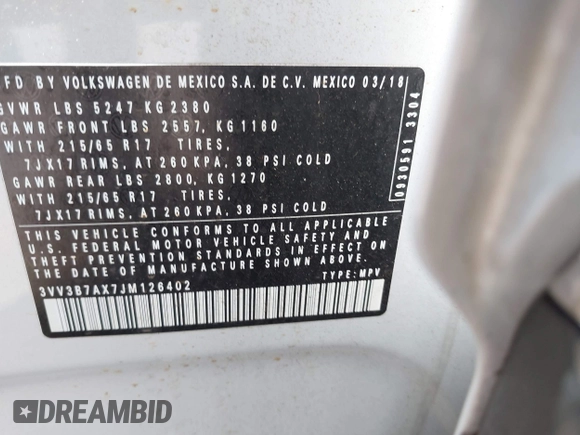 MFD BY VOLKSWAGEN DE MEXICO S.A. DE C.V. MEXICO 03/18
GVWR LBS 5247 KG 2380
GAWR FRONT LBS 2557, KG 1160
WITH 215/65 R17 TIRES,
7JX17 RIMS, AT 260 KPA, 38 PSI COLD
GAWR REAR LBS 2800, KG 1270
WITH 215/65 R17 TIRES,
7JX17 RIMS, AT 260 KPA, 38 PSI COLD
THIS VEHICLE CONFORMS TO ALL APPLICABLE
U.S. FEDERAL MOTOR VEHICLE SAFETY AND
THEFT PREVENTION STANDARDS IN EFFECT ON
THE DATE OF MANUFACTURE SHOWN ABOVE.
3VV3B7AX7JM126402
TYPE: MPV
0930591 3304
DREAMBID